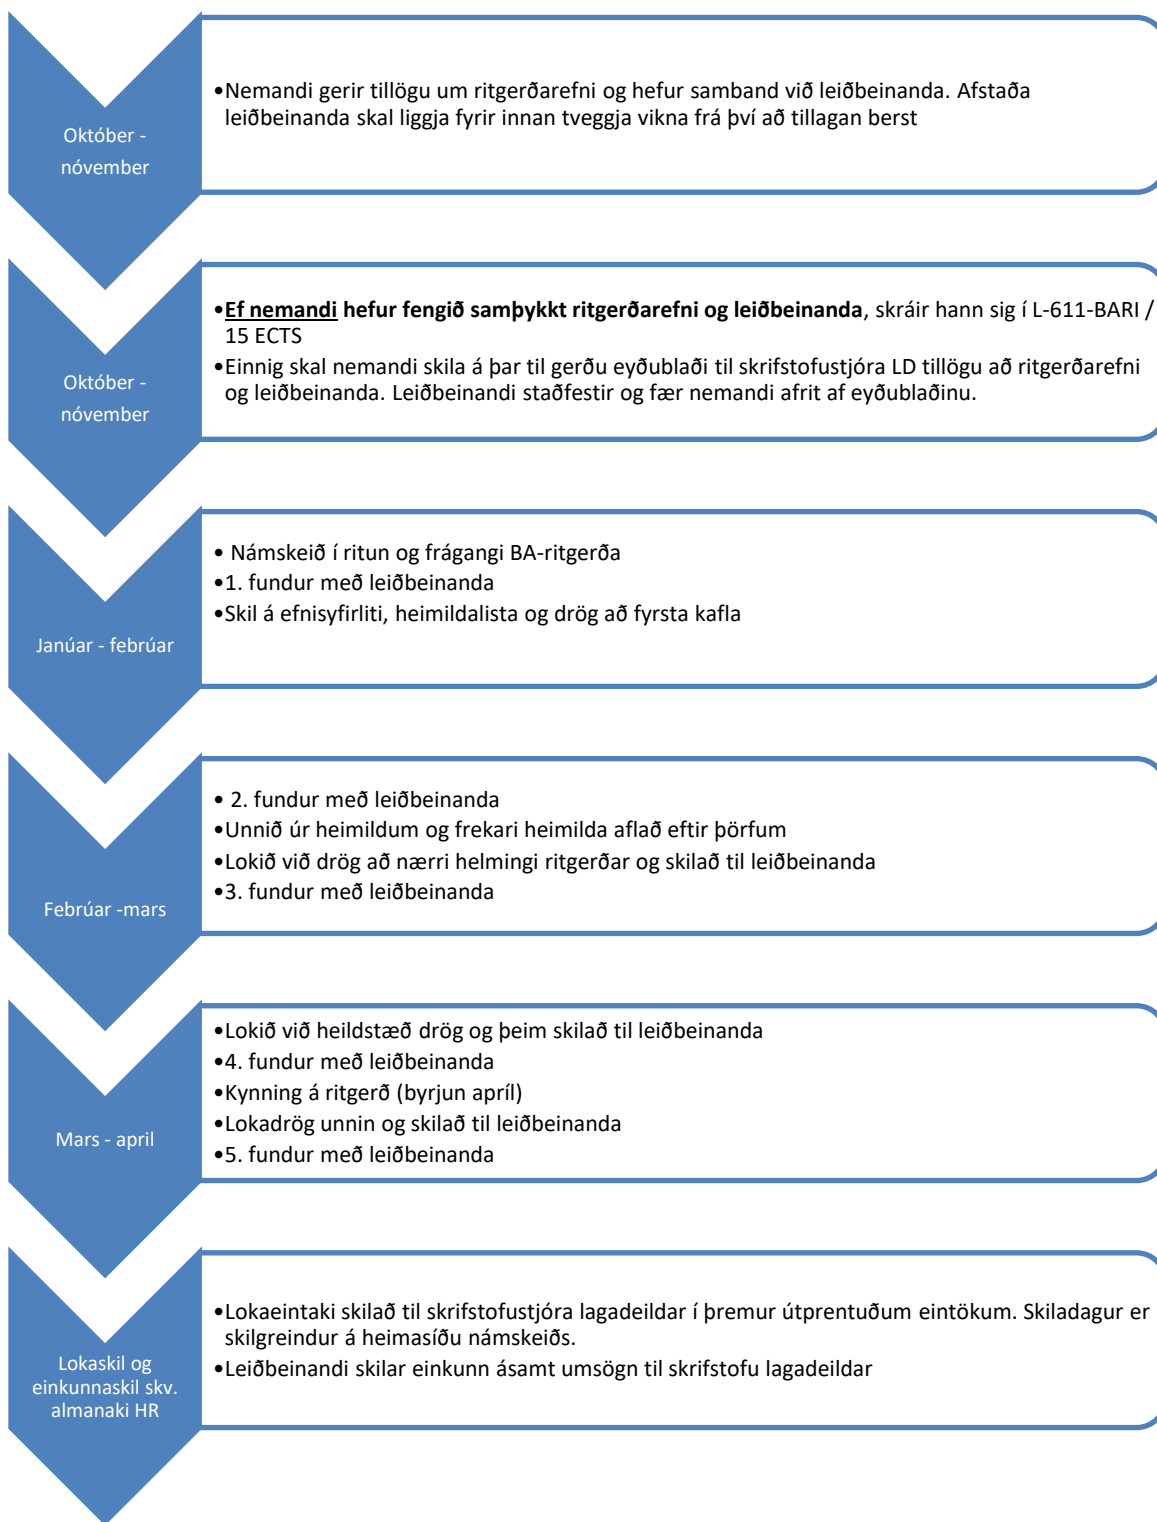 Október -
nóvember
•Nemandi gerir tillögu um ritgerðarefni og hefur samband við leiðbeinanda. Afstaða
leiðbeinanda skal liggja fyrir innan tveggja vikna frá því að tillagan berst
Október -
nóvember
•Ef nemandi hefur fengið samþykkt ritgerðarefni og leiðbeinanda, skráir hann sig í L-611-BARI /
15 ECTS
•Einnig skal nemandi skila á þar til gerðu eyðublaði til skrifstofustjóra LD tillögu að ritgerðarefni
og leiðbeinanda. Leiðbeinandi staðfestir og fær nemandi afrit af eyðublaðinu.
Janúar - febrúar
• Námskeið í ritun og frágangi BA-ritgerða
•1. fundur með leiðbeinanda
•Skil á efnisyfirliti, heimildalista og drög að fyrsta kafla
Febrúar -mars
• 2. fundur með leiðbeinanda
•Unnið úr heimildum og frekari heimilda aflað eftir þörfum
•Lokið við drög að nærri helmingi ritgerðar og skilað til leiðbeinanda
•3. fundur með leiðbeinanda
Mars - april
•Lokið við heildstæð drög og þeim skilað til leiðbeinanda
•4. fundur með leiðbeinanda
•Kynning á ritgerð (byrjun apríl)
•Lokadrög unnin og skilað til leiðbeinanda
•5. fundur með leiðbeinanda
Lokaskil og
einkunnaskil skv.
almanaki HR
•Lokaeintaki skilað til skrifstofustjóra lagadeildar í þremur útprentuðum eintökum. Skiladagur er
skilgreindur á heimasíðu námskeiðs.
•Leiðbeinandi skilar einkunn ásamt umsögn til skrifstofu lagadeildar